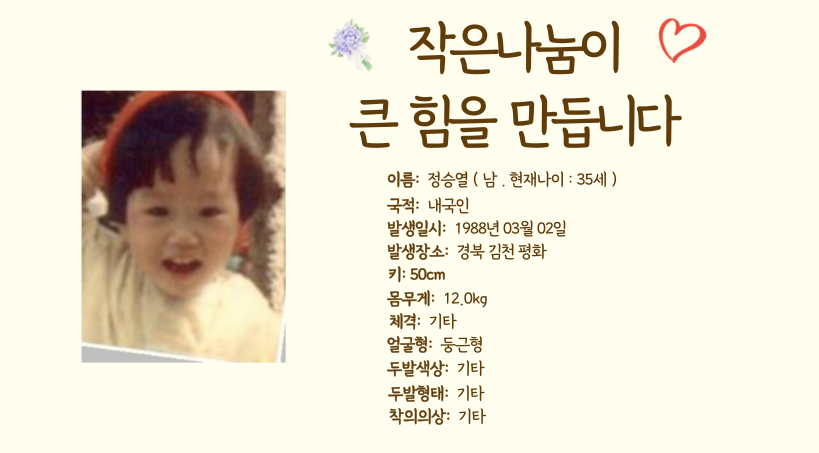 작은나눔이
큰 힘을 만듭니다
이름: 정승열 ( 남 . 현재나이 : 35세 )
국적: 내국인
발생일시: 1988년 03월 02일
발생장소: 경북 김천 평화
키: 50cm
몸무게: 12.0kg
체격: 기타
얼굴형: 둥근형
두발색상: 기타
두발형태: 기타
착의의상: 기타